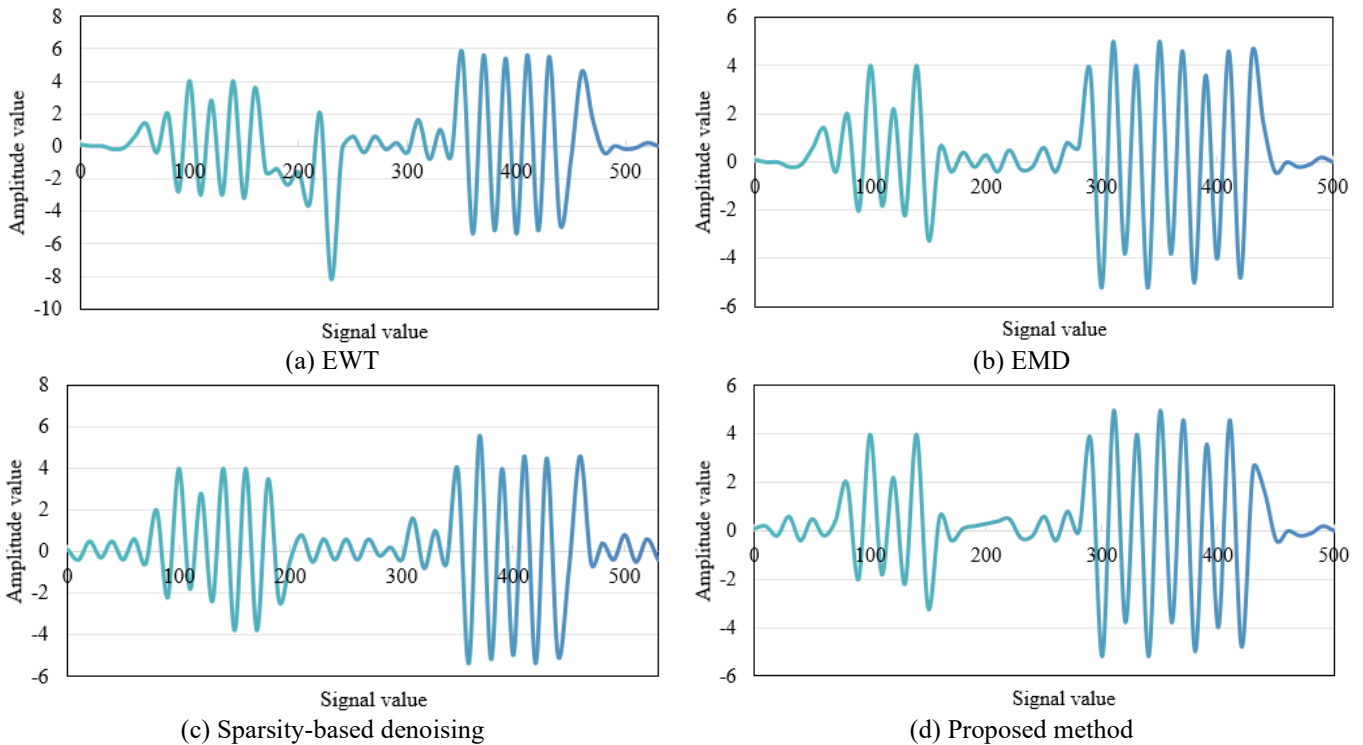 8
6
4
2
0
-2
-4
-6
-8
-10
0 100 200 300 400 500
Amplitude value
Signal value
(a) EWT
6
4
2
0
-2
-4
-6
0 100 200 300 400 500
Amplitude value
Signal value
(b) EMD
8
6
4
2
0
-2
-4
-6
0 100 200 300 400 500
Amplitude value
Signal value
(c) Sparsity-based denoising
6
4
2
0
-2
-4
-6
0 100 200 300 400 500
Amplitude value
Signal value
(d) Proposed method